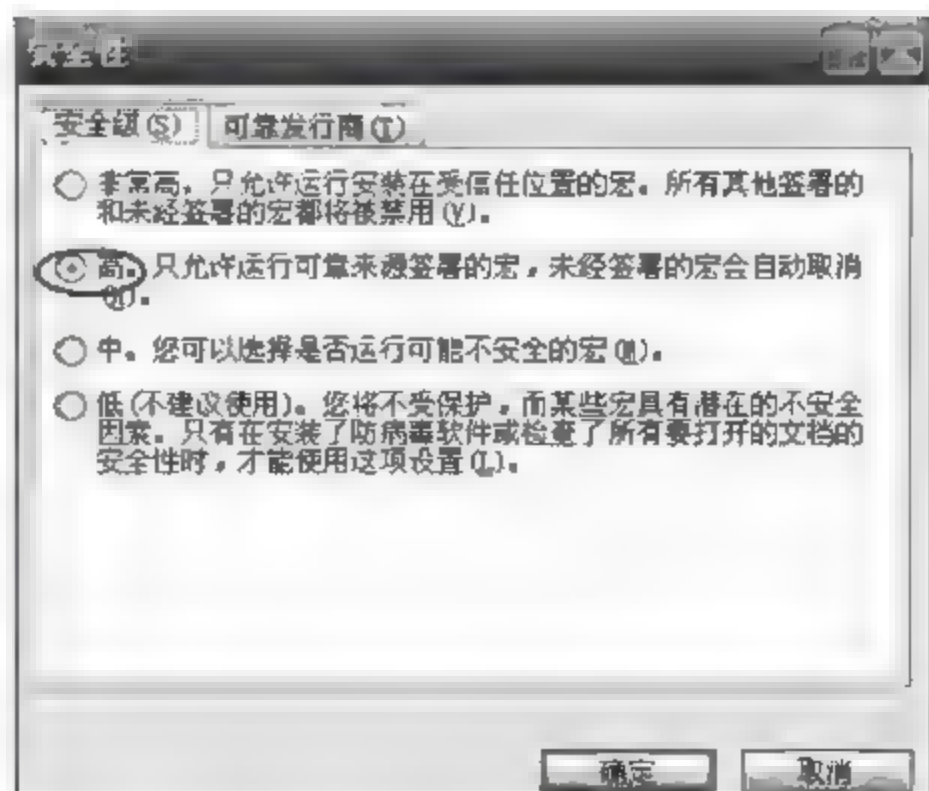 安全性
安全级(S)
可靠发行商(T)
非常高。只允许运行安装在受信任位置的宏。所有其他签署的
和未经签署的宏都将被禁用(V)。
高。只允许运行可靠来源签署的宏，未经签署的宏会自动取消
(H)。
中。您可以选择是否运行可能不安全的宏(M)。
低(不建议使用)。您将不受保护，而某些宏具有潜在的不安全
因素。只有在安装了防病毒软件或检查了所有要打开的文档的
安全性时，才能使用这项设置(L)。
确定
取消